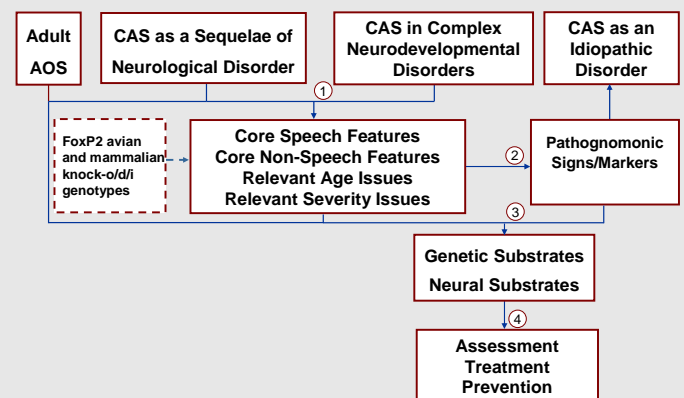 Adult
AOS
CAS as a Sequelae of
Neurological Disorder
CAS in Complex
Neurodevelopmental
Disorders
CAS as an
Idiopathic
Disorder
1
FoxP2 avian
and mammalian
knock-o/d/i
genotypes
Core Speech Features
Core Non-Speech Features
Relevant Age Issues
Relevant Severity Issues
2
Pathognomonic
Signs/Markers
3
Genetic Substrates
Neural Substrates
4
Assessment
Treatment
Prevention